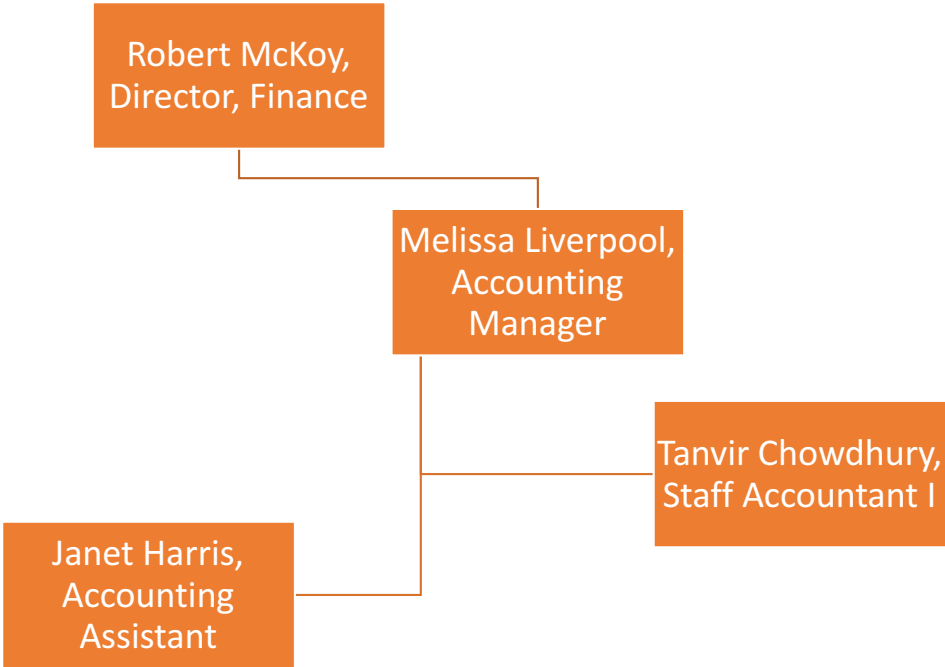 Robert McKoy,
Director, Finance
Melissa Liverpool,
Accounting
Manager
Tanvir Chowdhury,
Staff Accountant I
Janet Harris,
Accounting
Assistant